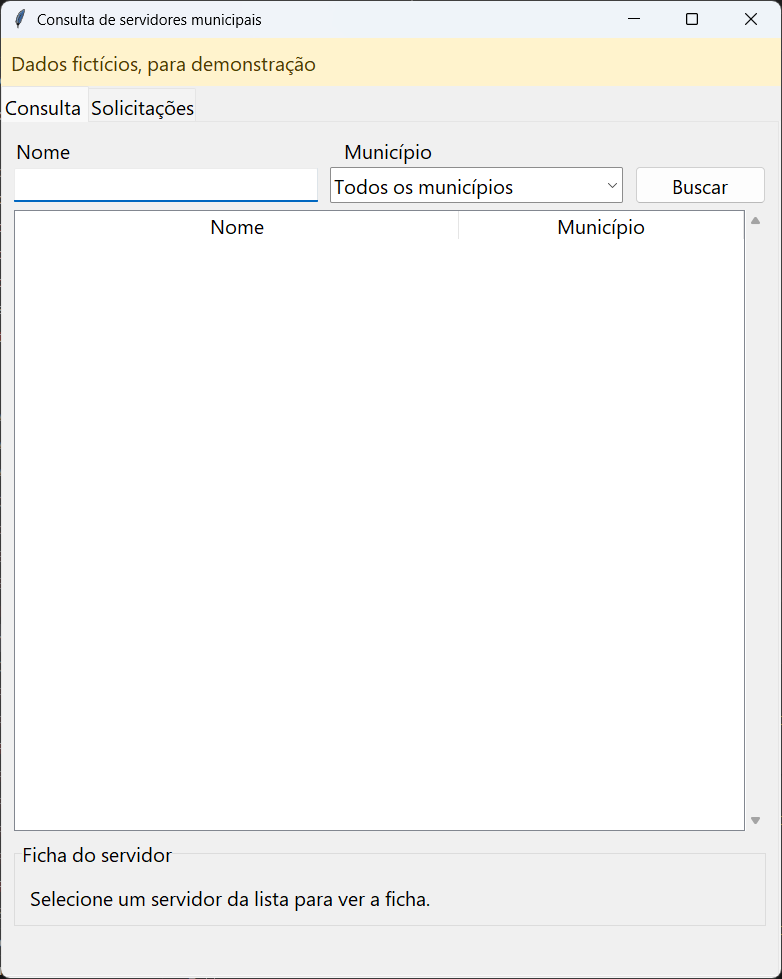 Consulta de servidores municipais
Dados fictícios, para demonstração
Consulta Solicitações
Nome Município
Todos os municípios Buscar
Nome Município
Ficha do servidor
Selecione um servidor da lista para ver a ficha.